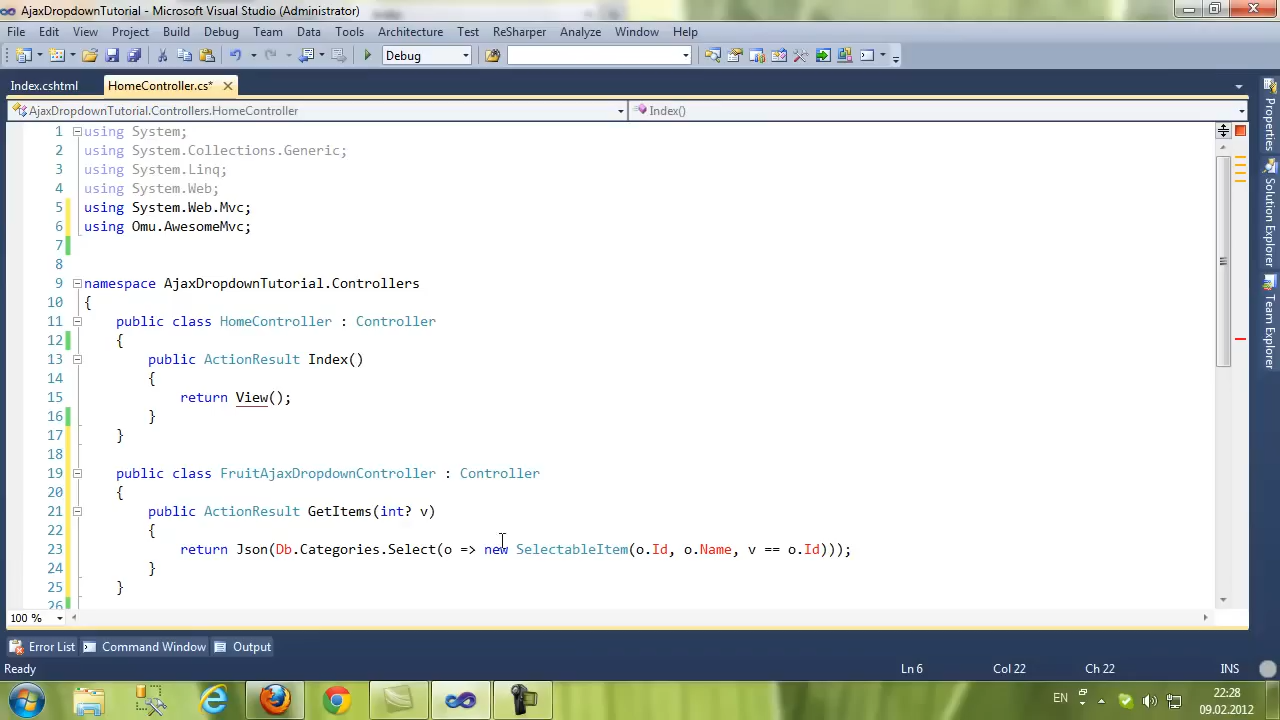 AjaxDropdownTutorial - Microsoft Visual Studio (Administrator)
File Edit View Project Build Debug Team Data Tools Architecture Test ReSharper Analyze Window Help
Debug
Index.cshtml HomeController.cs*
AjaxDropdownTutorial.Controllers.HomeController Index()
1 using System;
2 using System.Collections.Generic;
3 using System.Linq;
4 using System.Web;
5 using System.Web.Mvc;
6 using Omu.AwesomeMvc;
7
8
9 namespace AjaxDropdownTutorial.Controllers
10 {
11 public class HomeController : Controller
12 {
13 public ActionResult Index()
14 {
15 return View();
16 }
17 }
18
19 public class FruitAjaxDropdownController : Controller
20 {
21 public ActionResult GetItems(int? v)
22 {
23 return Json(Db.Categories.Select(o => new SelectableItem(o.Id, o.Name, v == o.Id)));
24 }
25 }
26
Properties
Solution Explorer
Team Explorer
100 %
Error List Command Window Output
Ready Ln 6 Col 22 Ch 22 INS
EN 22:28
09.02.2012